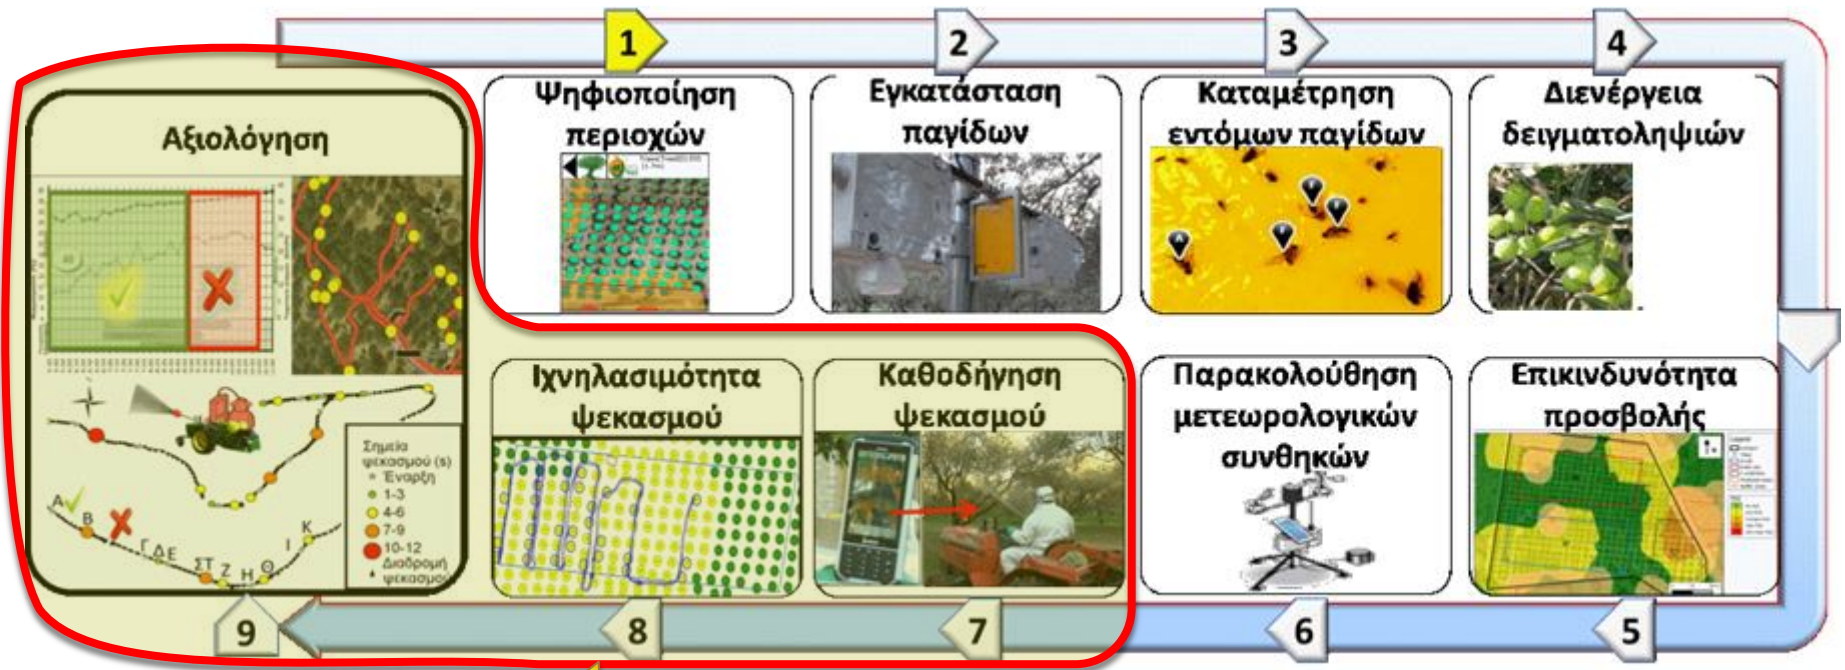 1
2
3
4
Ψηφιοποίηση
περιοχών
Εγκατάσταση
παγίδων
Καταμέτρηση
εντόμων παγίδων
Διενέργεια
δειγματοληψιών
Αξιολόγηση
Σημεία
ψεκασμού (s)
Έναρξη
1-3
4-6
7-9
10-12
Διαδρομή
ψεκασμού
Α
Β
Γ Δ Ε
ΣΤ
Ζ
Η
Θ
Ι
Κ
Ιχνηλασιμότητα
ψεκασμού
Καθοδήγηση
ψεκασμού
Παρακολούθηση
μετεωρολογικών
συνθηκών
Επικινδυνότητα
προσβολής
9
8
7
6
5